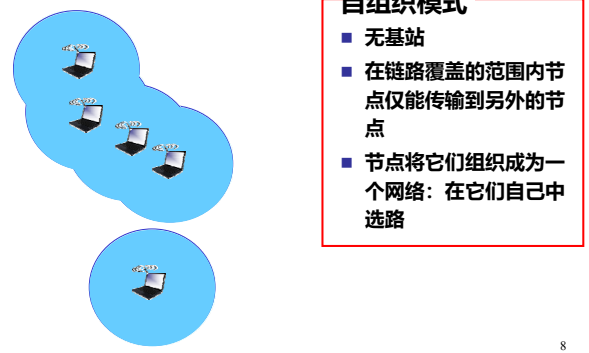 自组织模式
无基站
在链路覆盖的范围内节
点仅能传输到另外的节
点
节点将它们组织成为一
个网络：在它们自己中
选路
8